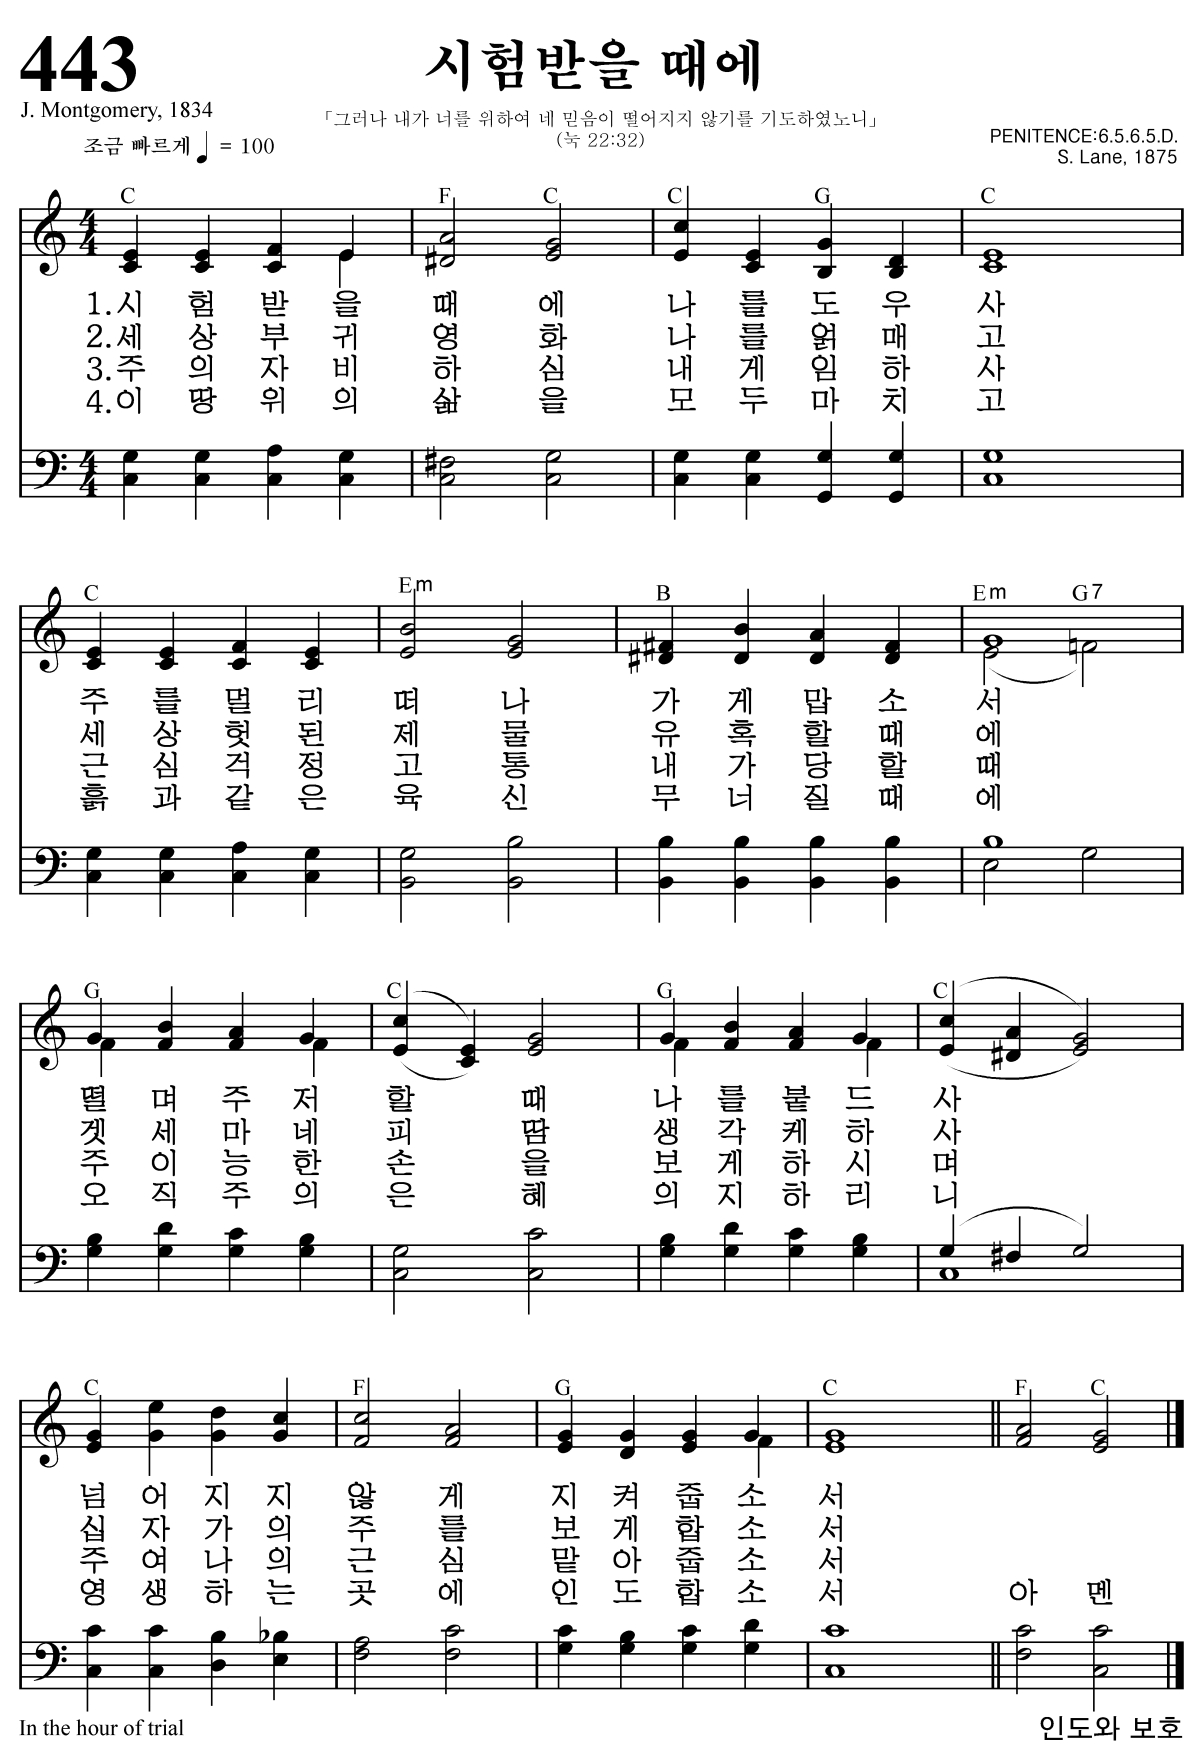 443
시험받을 때에
J. Montgomery, 1834
「그러나 내가 너를 위하여 네 믿음이 떨어지지 않기를 기도하였노니」
(눅 22:32)
조금 빠르게 ♩ = 100
PENITENCE:6.5.6.5.D.
S. Lane, 1875
C F C C G C
4 4
1.시 험 받 을 때 에 나 를 도 우 사
2.세 상 부 귀 영 화 나 를 얽 매 고
3.주 의 자 비 하 심 내 게 임 하 사
4.이 땅 위 의 삶 을 모 두 마 치 고
4 4
C Em B Em G7
주 를 멀 리 떠 나 가 게 맙 소 서
세 상 헛 된 제 물 유 혹 할 때 에
근 심 걱 정 고 통 내 가 당 할 때
흙 과 같 은 육 신 무 너 질 때 에
G C G C
떨 며 주 저 할 때 나 를 붙 드 사
겟 세 마 네 피 땀 생 각 케 하 사
주 이 능 한 손 을 보 게 하 시 며
오 직 주 의 은 혜 의 지 하 리 니
C F G C F C
넘 어 지 지 않 게 지 켜 줍 소 서
십 자 가 의 주 를 보 게 합 소 서
주 여 나 의 근 심 맡 아 줍 소 서
영 생 하 는 곳 에 인 도 합 소 서 아 멘
In the hour of trial
인도와 보호